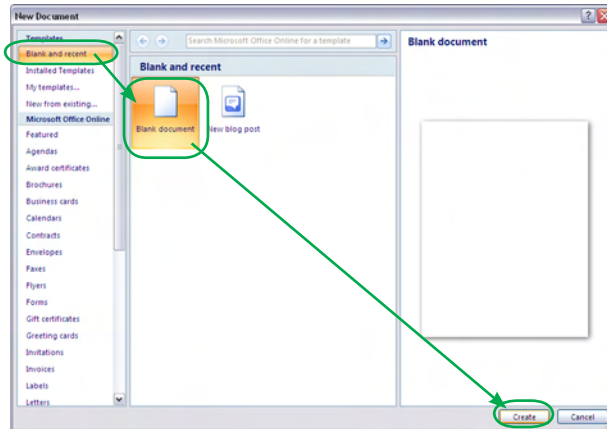 New Document
Templates
Blank and recent
Installed Templates
My templates...
New from existing...
Microsoft Office Online
Featured
Agendas
Award certificates
Brochures
Business cards
Calendars
Contracts
Envelopes
Faxes
Flyers
Forms
Gift certificates
Greeting cards
Invitations
Invoices
Labels
Letters
Search Microsoft Office Online for a template
Blank and recent
Blank document
New blog post
Blank document
Create
Cancel